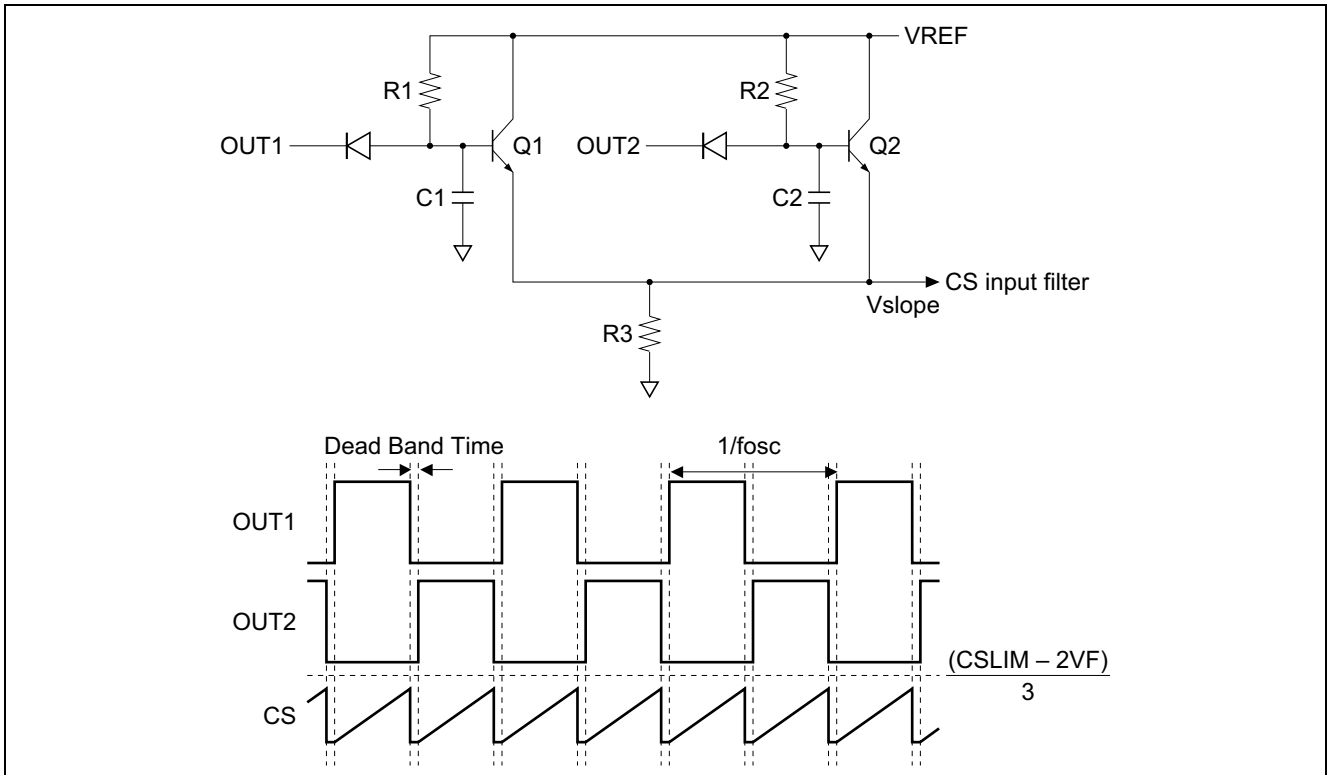 VREF
R1
R2
OUT1
Q1
OUT2
Q2
C1
C2
CS input filter
Vslope
R3
Dead Band Time
1/fosc
OUT1
OUT2
(CSLIM – 2VF)
3
CS